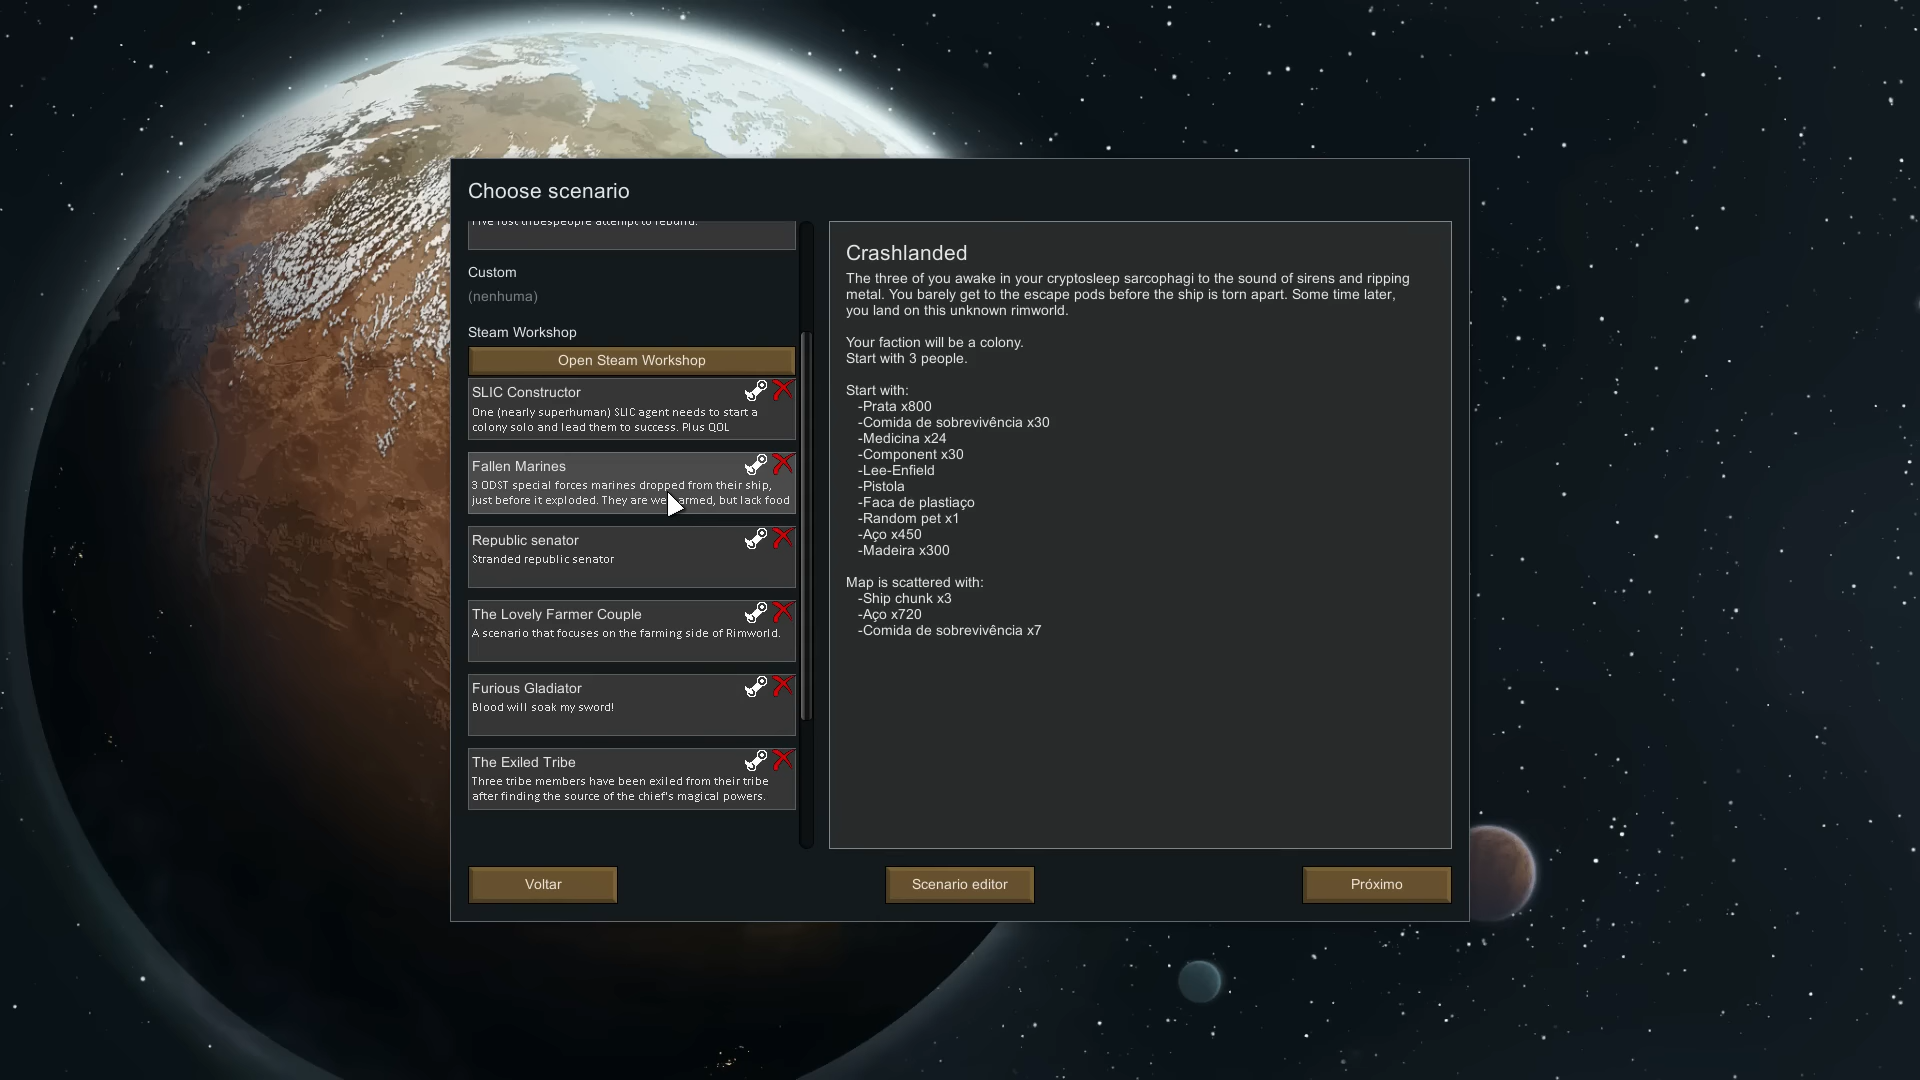 Choose scenario
Five lost tribespeople attempt to rebuild.
Custom
(nenhuma)
Steam Workshop
Open Steam Workshop
SLIC Constructor
One (nearly superhuman) SLIC agent needs to start a
colony solo and lead them to success. Plus QOL
Fallen Marines
3 ODST special forces marines dropped from their ship,
just before it exploded. They are armed, but lack food
Republic senator
Stranded republic senator
The Lovely Farmer Couple
A scenario that focuses on the farming side of Rimworld.
Furious Gladiator
Blood will soak my sword!
The Exiled Tribe
Three tribe members have been exiled from their tribe
after finding the source of the chief's magical powers.
Crashlanded
The three of you awake in your cryptosleep sarcophagi to the sound of sirens and ripping
metal. You barely get to the escape pods before the ship is torn apart. Some time later,
you land on this unknown rimworld.
Your faction will be a colony.
Start with 3 people.
Start with:
-Prata x800
-Comida de sobrevivência x30
-Medicina x24
-Component x30
-Lee-Enfield
-Pistola
-Faca de plastiaço
-Random pet x1
-Aço x450
-Madeira x300
Map is scattered with:
-Ship chunk x3
-Aço x720
-Comida de sobrevivência x7
Voltar
Scenario editor
Próximo